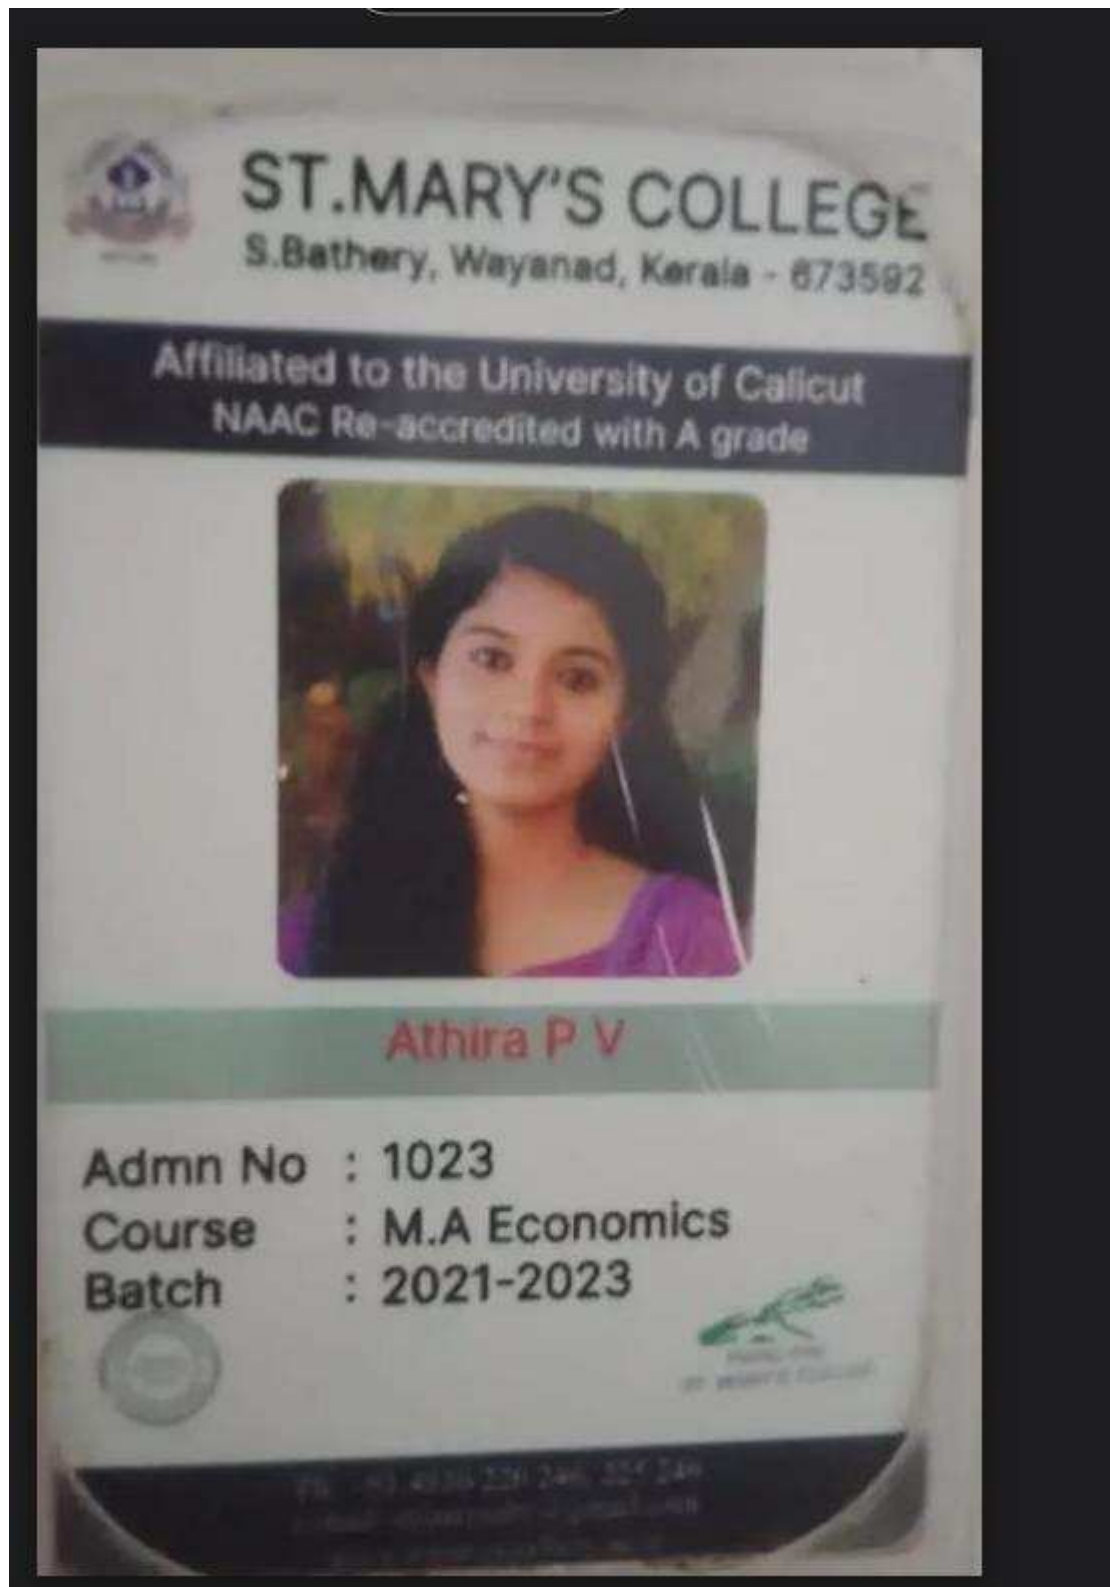 ST.MARY'S COLLEGE
S.Bathery, Wayanad, Kerala - 673592
Affiliated to the University of Calicut
NAAC Re-accredited with A grade
Athira P V
Admn No : 1023
Course : M.A Economics
Batch : 2021-2023